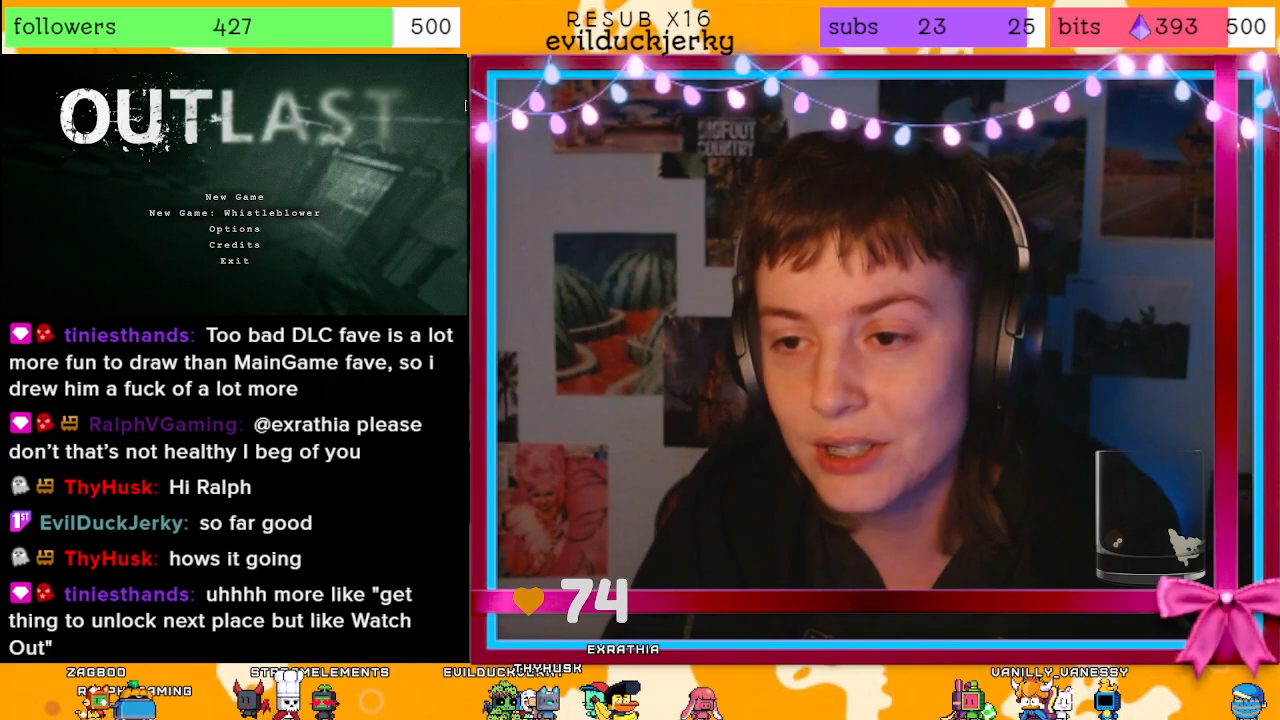 followers 427 500
RESUB X16
evilduckjerky
subs 23 25
bits 393 500
OUTLAST
New Game
New Game: Whistleblower
Options
Credits
Exit
BIGFOOT
COUNTRY
tiniesthands: Too bad DLC fave is a lot
more fun to draw than MainGame fave, so i
drew him a fuck of a lot more
RalphVGaming: @exrathia please
don't that's not healthy I beg of you
ThyHusk: Hi Ralph
1ST EvilDuckJerky: so far good
ThyHusk: hows it going
tiniesthands: uhhhh more like "get
thing to unlock next place but like Watch
Out"
74
EXRATHIA
ZAGBOO
THYHUSK
VANILLY_VANESSY